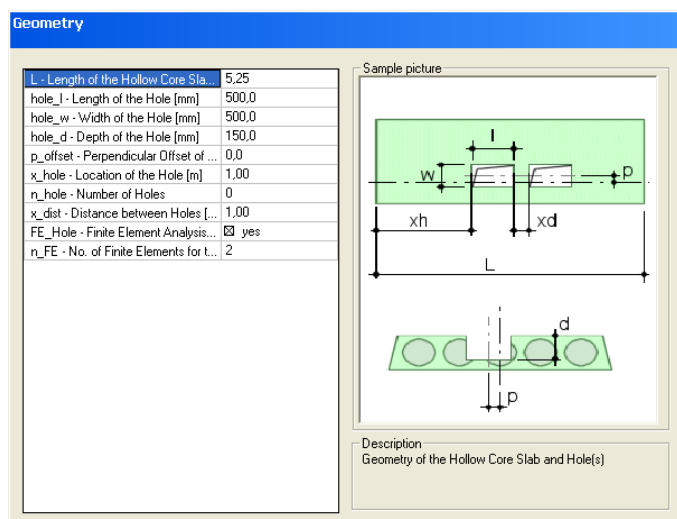 Geometry
L - Length of the Hollow Core Sla... 5,25
hole_l - Length of the Hole [mm] 500,0
hole_w - Width of the Hole [mm] 500,0
hole_d - Depth of the Hole [mm] 150,0
p_offset - Perpendicular Offset of ... 0,0
x_hole - Location of the Hole [m] 1,00
n_hole - Number of Holes 0
x_dist - Distance between Holes [... 1,00
FE_Hole - Finite Element Analysis... yes
n_FE - No. of Finite Elements for t... 2
Sample picture
l
w
p
xh
xd
L
d
p
Description
Geometry of the Hollow Core Slab and Hole(s)